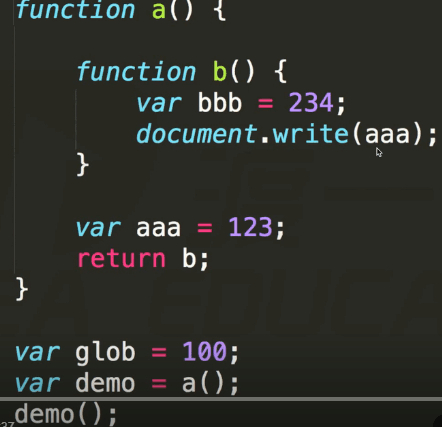 function a() {
function b() {
var bbb = 234;
document.write(aaa);
}
var aaa = 123;
return b;
}
var glob = 100;
var demo = a();
demo();